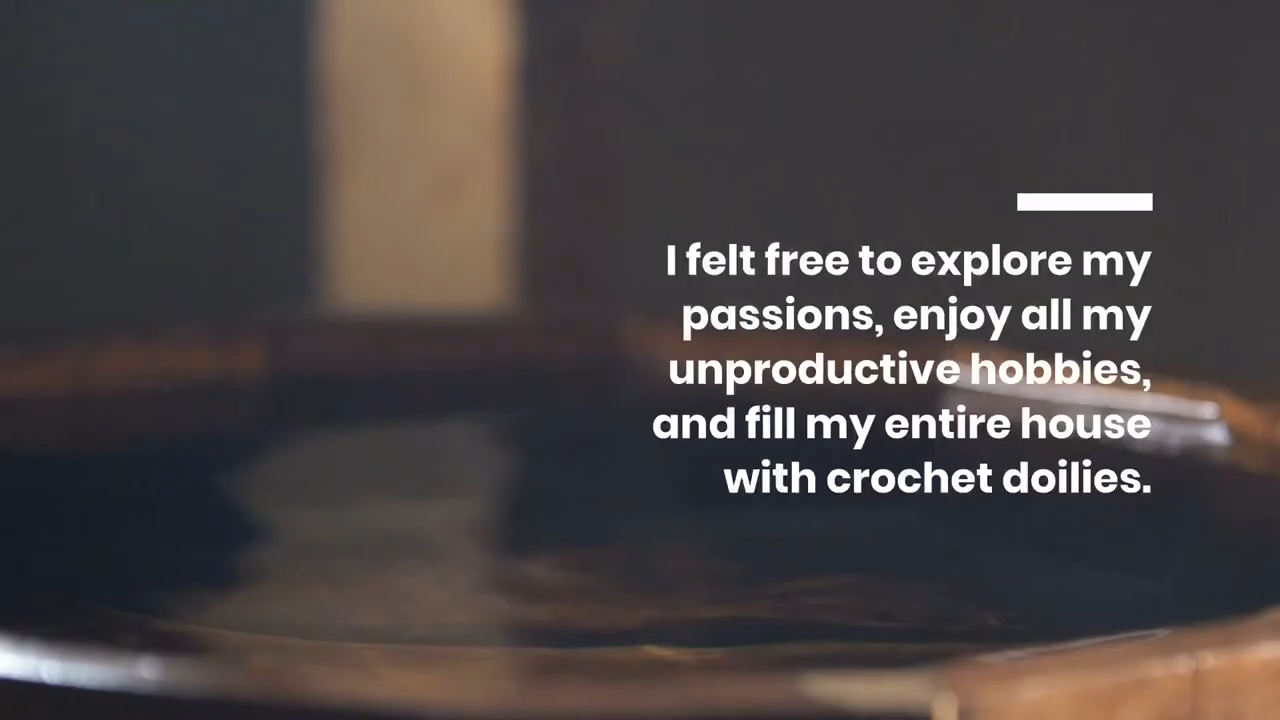 I felt free to explore my
passions, enjoy all my
unproductive hobbies,
and fill my entire house
with crochet doilies.